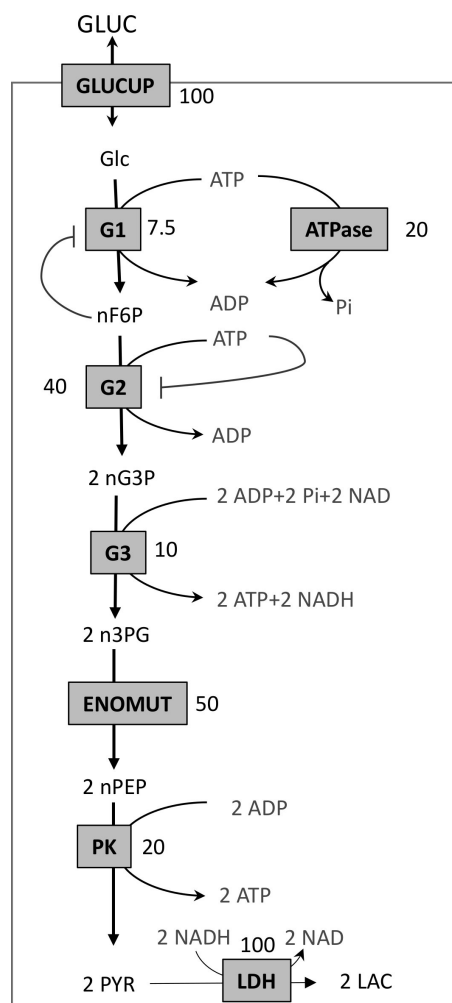 GLUC
GLUCUP
100
Glc
ATP
G1
7.5
ATPase
20
ADP
Pi
nF6P
ATP
40
G2
ADP
2 nG3P
2 ADP+2 Pi+2 NAD
G3
10
2 ATP+2 NADH
2 n3PG
ENOMUT
50
2 nPEP
2 ADP
PK
20
2 ATP
2 NADH
100
2 NAD
2 PYR
LDH
2 LAC